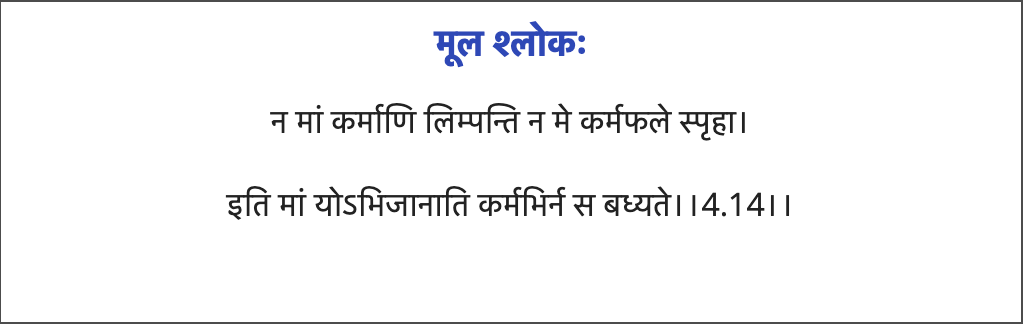 मूल श्लोकः
न मां कर्माणि लिम्पन्ति न मे कर्मफले स्पृहा।
इति मां योऽभिजानाति कर्मभिर्न स बध्यते।।4.14।।